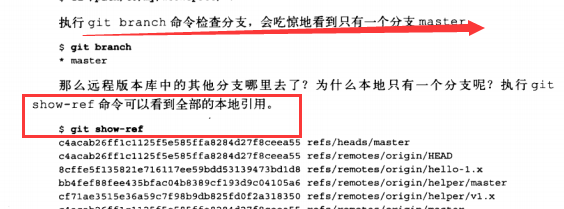 执行 git branch 命令检查分支，会吃惊地看到只有一个分支 master
$ git branch
* master
那么远程版本库中的其他分支哪里去了？为什么本地只有一个分支呢？执行 git
show-ref 命令可以看到全部的本地引用。
$ git show-ref
c4acab26ff1c1125f5e585ffa8284d27f8ceea55 refs/heads/master
c4acab26ff1c1125f5e585ffa8284d27f8ceea55 refs/remotes/origin/HEAD
8cffe5f135821e716117ee59bdd53139473bd1d8 refs/remotes/origin/hello-1.x
bb4fef88fee435bfac04b8389cf193d9c04105a6 refs/remotes/origin/helper/master
cf71ae3515e36a59c7f98b9db825fd0f2a318350 refs/remotes/origin/helper/v1.x